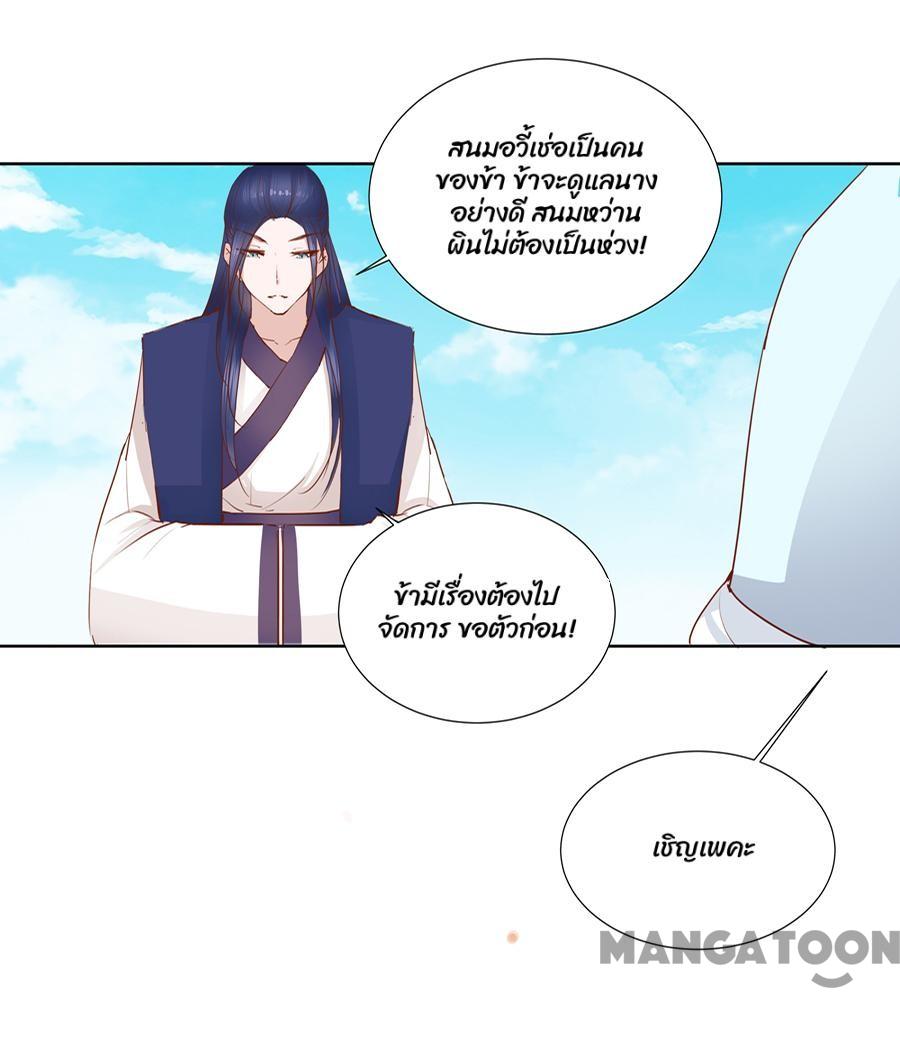 สนมอวี้เช่อเป็นคน
ของข้า ข้าจะดูแลนาง
อย่างดี สนมหว่าน
ผินไม่ต้องเป็นห่วง!
ข้ามีเรื่องต้องไป
จัดการ ขอตัวก่อน!
เชิญเพคะ
MANGATOON